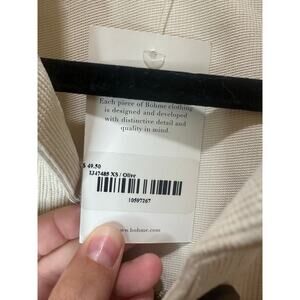 Each piece of Bohme clothing
is designed and developed
with distinctive detail and
quality in mind.
$ 49.50
IJ47485 XS / Olive
10597267
www.bohme.com